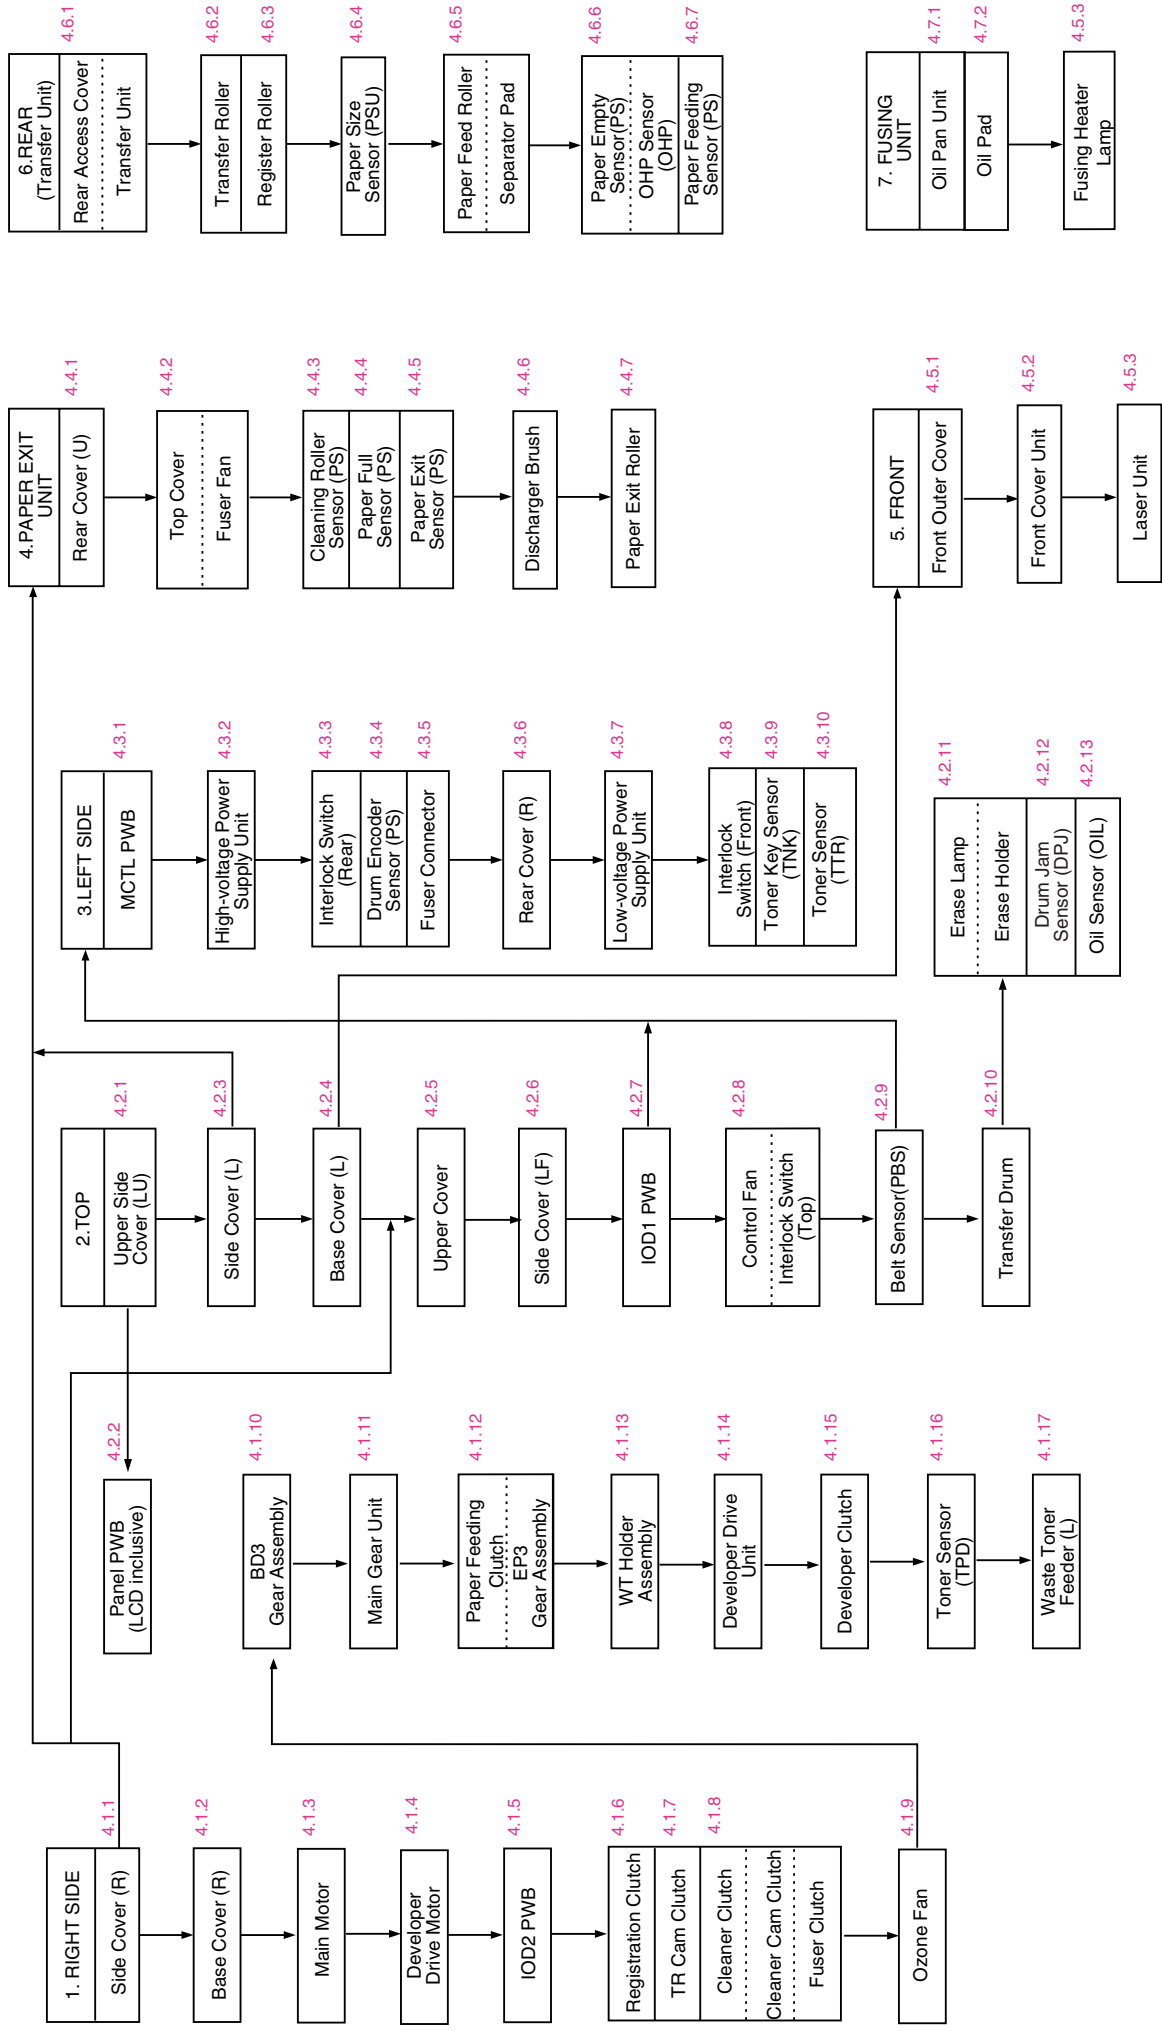 1. RIGHT SIDE
4.1.1
Side Cover (R)
4.1.2
Base Cover (R)
4.1.3
Main Motor
4.1.4
Developer
Drive Motor
4.1.5
IOD2 PWB
4.1.6
Registration Clutch
4.1.7
TR Cam Clutch
4.1.8
Cleaner Clutch
Cleaner Cam Clutch
Fuser Clutch
4.1.9
Ozone Fan
4.1.10
BD3
Gear Assembly
4.1.11
Main Gear Unit
4.1.12
Paper Feeding
Clutch
EP3
Gear Assembly
4.1.13
WT Holder
Assembly
4.1.14
Developer Drive
Unit
4.1.15
Developer Clutch
4.1.16
Toner Sensor
(TPD)
4.1.17
Waste Toner
Feeder (L)
2.TOP
4.2.1
Upper Side
Cover (LU)
4.2.2
Panel PWB
(LCD inclusive)
4.2.3
Side Cover (L)
4.2.4
Base Cover (L)
4.2.5
Upper Cover
4.2.6
Side Cover (LF)
4.2.7
IOD1 PWB
4.2.8
Control Fan
Interlock Switch
(Top)
4.2.9
Belt Sensor(PBS)
4.2.10
Transfer Drum
4.2.11
Erase Lamp
Erase Holder
4.2.12
Drum Jam
Sensor (DPJ)
4.2.13
Oil Sensor (OIL)
3.LEFT SIDE
4.3.1
MCTL PWB
4.3.2
High-voltage Power
Supply Unit
4.3.3
Interlock Switch
(Rear)
4.3.4
Drum Encoder
Sensor (PS)
4.3.5
Fuser Connector
4.3.6
Rear Cover (R)
4.3.7
Low-voltage Power
Supply Unit
4.3.8
Interlock
Switch (Front)
4.3.9
Toner Key Sensor
(TNK)
4.3.10
Toner Sensor
(TTR)
4.PAPER EXIT
UNIT
4.4.1
Rear Cover (U)
4.4.2
Top Cover
Fuser Fan
4.4.3
Cleaning Roller
Sensor (PS)
4.4.4
Paper Full
Sensor (PS)
4.4.5
Paper Exit
Sensor (PS)
4.4.6
Discharger Brush
4.4.7
Paper Exit Roller
5. FRONT
4.5.1
Front Outer Cover
4.5.2
Front Cover Unit
4.5.3
Laser Unit
6.REAR
(Transfer Unit)
4.6.1
Rear Access Cover
Transfer Unit
4.6.2
Transfer Roller
4.6.3
Register Roller
4.6.4
Paper Size
Sensor (PSU)
4.6.5
Paper Feed Roller
Separator Pad
4.6.6
Paper Empty
Sensor(PS)
OHP Sensor
(OHP)
4.6.7
Paper Feeding
Sensor (PS)
7. FUSING
UNIT
4.7.1
Oil Pan Unit
4.7.2
Oil Pad
4.5.3
Fusing Heater
Lamp